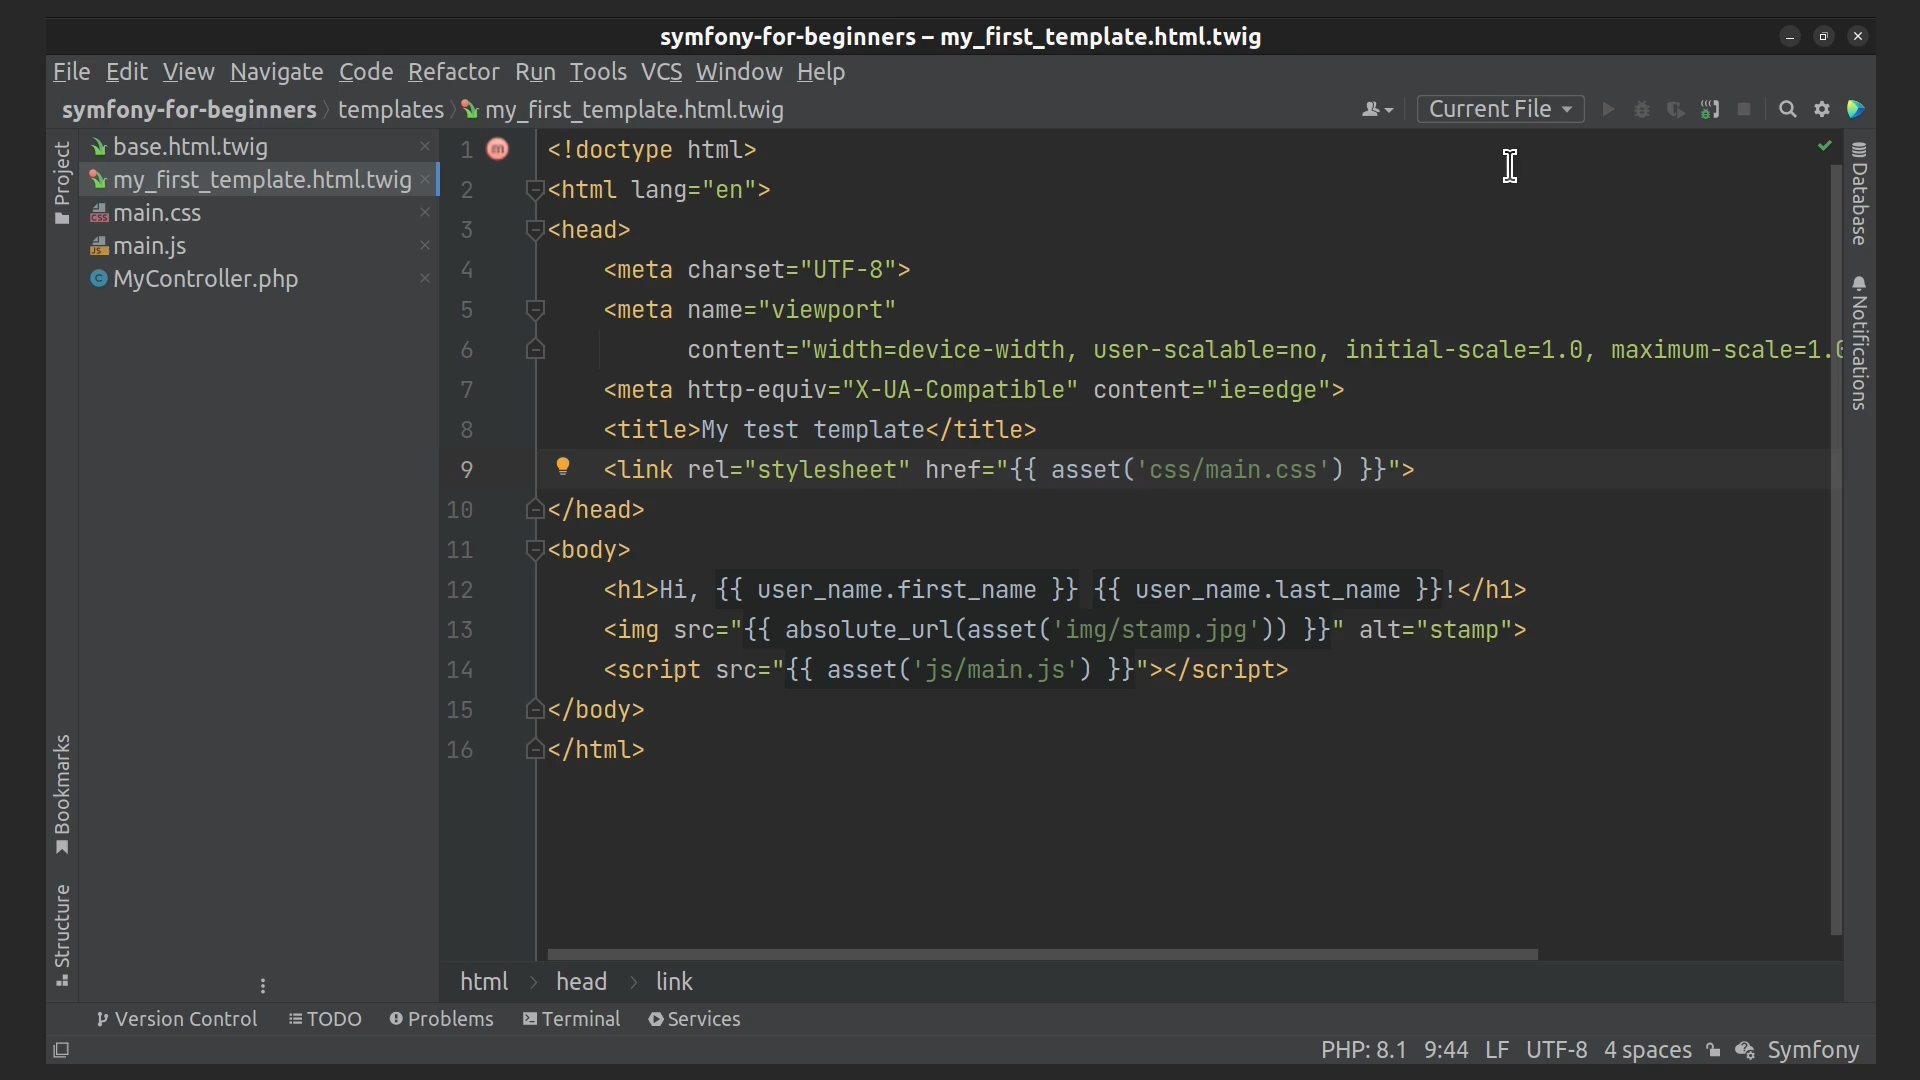 symfony-for-beginners – my_first_template.html.twig
File Edit View Navigate Code Refactor Run Tools VCS Window Help
symfony-for-beginners templates my_first_template.html.twig Current File
Project
base.html.twig
my_first_template.html.twig
main.css
main.js
MyController.php
Bookmarks
Structure
1 <!doctype html>
2 <html lang="en">
3 <head>
4 <meta charset="UTF-8">
5 <meta name="viewport"
6 content="width=device-width, user-scalable=no, initial-scale=1.0, maximum-scale=1.0
7 <meta http-equiv="X-UA-Compatible" content="ie=edge">
8 <title>My test template</title>
9 <link rel="stylesheet" href="{{ asset('css/main.css') }}">
10 </head>
11 <body>
12 <h1>Hi, {{ user_name.first_name }} {{ user_name.last_name }}!</h1>
13 <img src="{{ absolute_url(asset('img/stamp.jpg')) }}" alt="stamp">
14 <script src="{{ asset('js/main.js') }}"></script>
15 </body>
16 </html>
Database
Notifications
html > head > link
Version Control TODO Problems Terminal Services
PHP: 8.1 9:44 LF UTF-8 4 spaces Symfony